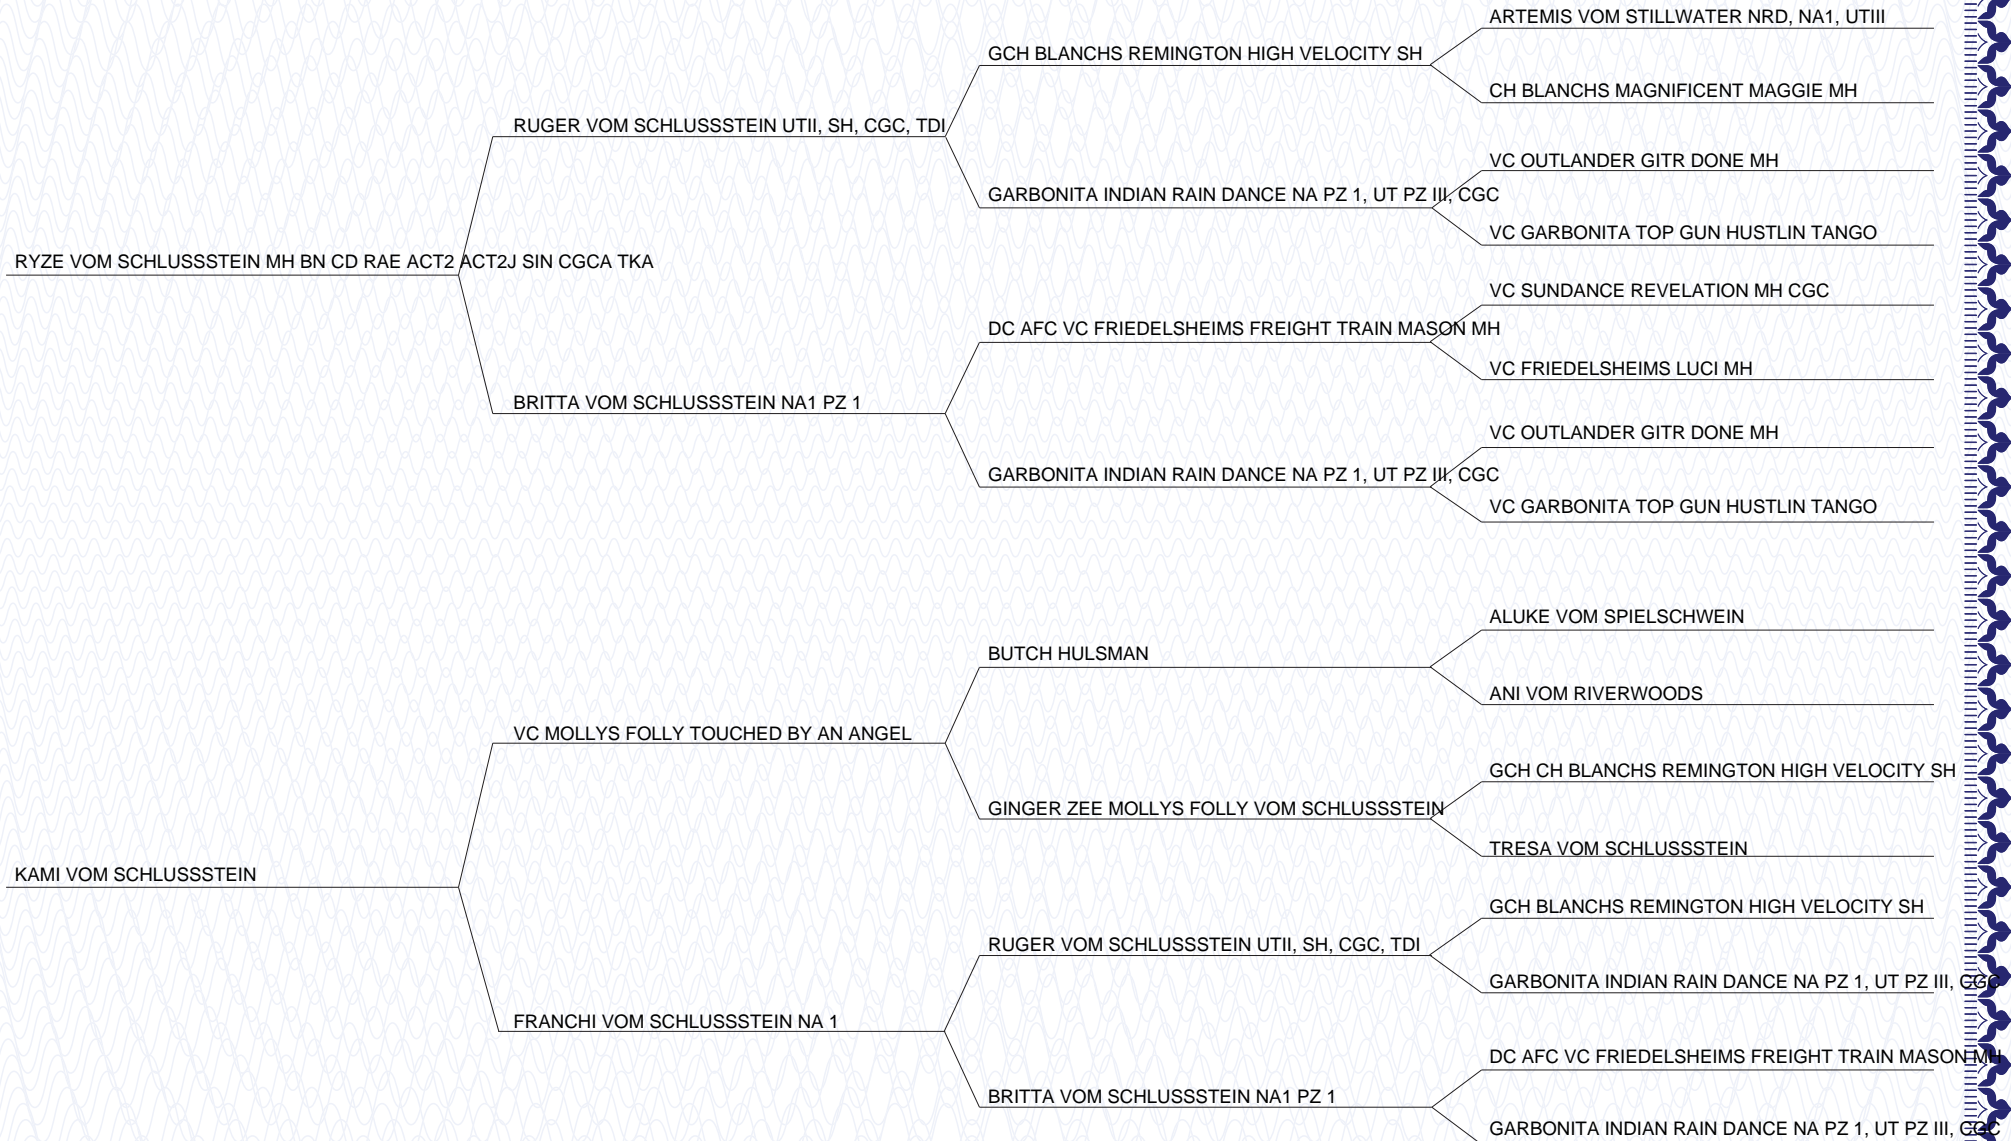 ARTEMIS VOM STILLWATER NRD, NA1, UTIII
GCH BLANCHS REMINGTON HIGH VELOCITY SH
CH BLANCHS MAGNIFICENT MAGGIE MH
RUGER VOM SCHLUSSSTEIN UTII, SH, CGC, TDI
VC OUTLANDER GITR DONE MH
GARBONITA INDIAN RAIN DANCE NA PZ 1, UT PZ III, CGC
VC GARBONITA TOP GUN HUSTLIN TANGO
RYZE VOM SCHLUSSSTEIN MH BN CD RAE ACT2 ACT2J SIN CGCA TKA
VC SUNDANCE REVELATION MH CGC
DC AFC VC FRIEDELSHEIMS FREIGHT TRAIN MASON MH
VC FRIEDELSHEIMS LUCI MH
BRITTA VOM SCHLUSSSTEIN NA1 PZ 1
VC OUTLANDER GITR DONE MH
GARBONITA INDIAN RAIN DANCE NA PZ 1, UT PZ III, CGC
VC GARBONITA TOP GUN HUSTLIN TANGO
ALUKE VOM SPIELSCHWEIN
BUTCH HULSMAN
ANI VOM RIVERWOODS
VC MOLLYS FOLLY TOUCHED BY AN ANGEL
GCH CH BLANCHS REMINGTON HIGH VELOCITY SH
GINGER ZEE MOLLYS FOLLY VOM SCHLUSSSTEIN
TRESA VOM SCHLUSSSTEIN
KAMI VOM SCHLUSSSTEIN
GCH BLANCHS REMINGTON HIGH VELOCITY SH
RUGER VOM SCHLUSSSTEIN UTII, SH, CGC, TDI
GARBONITA INDIAN RAIN DANCE NA PZ 1, UT PZ III, CGC
FRANCHI VOM SCHLUSSSTEIN NA 1
DC AFC VC FRIEDELSHEIMS FREIGHT TRAIN MASON MH
BRITTA VOM SCHLUSSSTEIN NA1 PZ 1
GARBONITA INDIAN RAIN DANCE NA PZ 1, UT PZ III, CGC